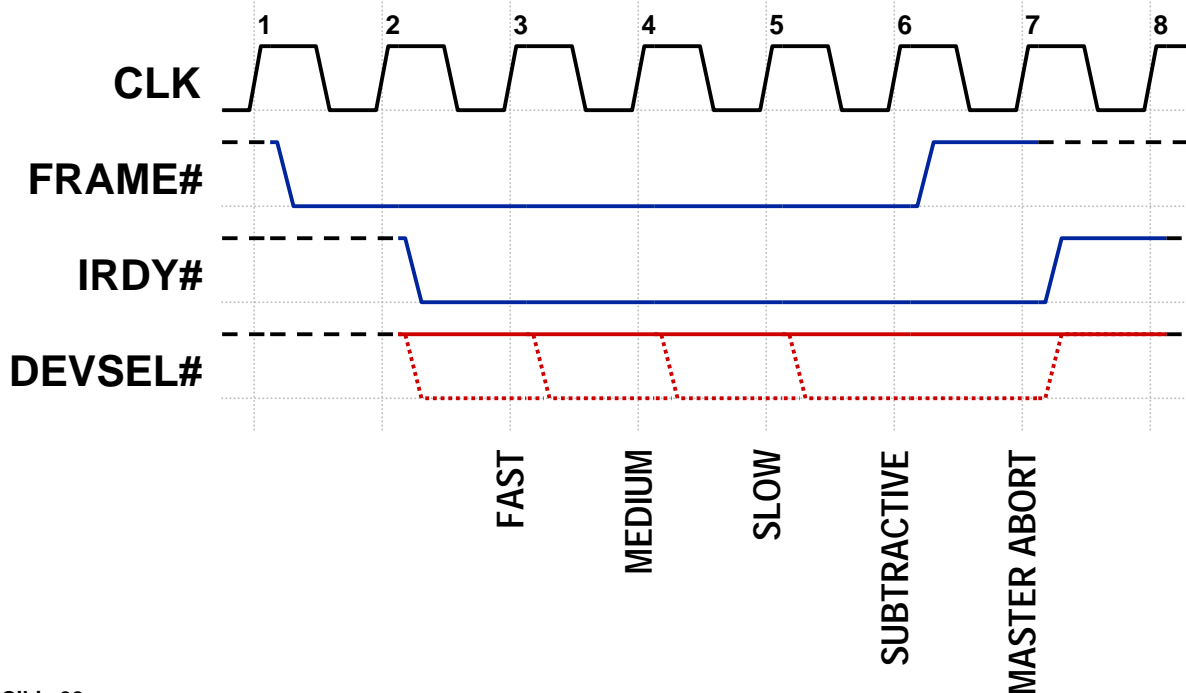 1 2 3 4 5 6 7 8
CLK
FRAME#
IRDY#
DEVSEL#
FAST
MEDIUM
SLOW
SUBTRACTIVE
MASTER ABORT